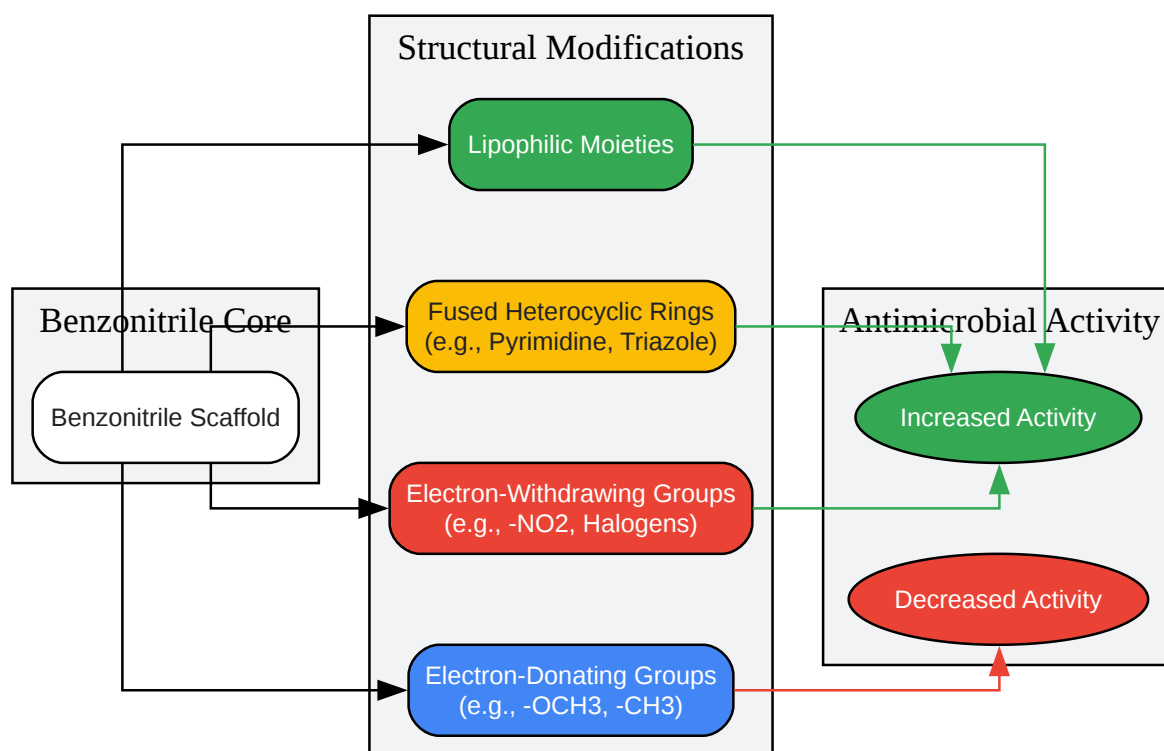 Structural Modifications
Lipophilic Moieties
Benzonitrile Core
Fused Heterocyclic Rings
(e.g., Pyrimidine, Triazole)
Antimicrobial Activity
Benzonitrile Scaffold
Increased Activity
Electron-Withdrawing Groups
(e.g., -NO2, Halogens)
Decreased Activity
Electron-Donating Groups
(e.g., -OCH3, -CH3)